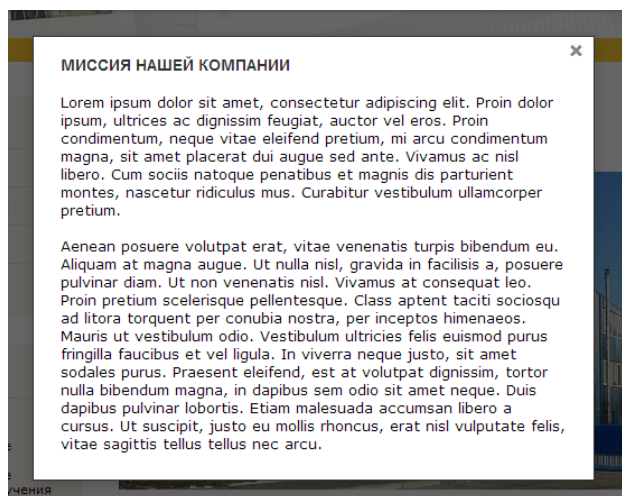 МИССИЯ НАШЕЙ КОМПАНИИ
Lorem ipsum dolor sit amet, consectetur adipiscing elit. Proin dolor
ipsum, ultrices ac dignissim feugiat, auctor vel eros. Proin
condimentum, neque vitae eleifend pretium, mi arcu condimentum
magna, sit amet placerat dui augue sed ante. Vivamus ac nisl
libero. Cum sociis natoque penatibus et magnis dis parturient
montes, nascetur ridiculus mus. Curabitur vestibulum ullamcorper
pretium.
Aenean posuere volutpat erat, vitae venenatis turpis bibendum eu.
Aliquam at magna augue. Ut nulla nisl, gravida in facilisis a, posuere
pulvinar diam. Ut non venenatis nisl. Vivamus at consequat leo.
Proin pretium scelerisque pellentesque. Class aptent taciti sociosqu
ad litora torquent per conubia nostra, per inceptos himenaeos.
Mauris ut vestibulum odio. Vestibulum ultricies felis euismod purus
fringilla faucibus et vel ligula. In viverra neque justo, sit amet
sodales purus. Praesent eleifend, est at volutpat dignissim, tortor
nulla bibendum magna, in dapibus sem odio sit amet neque. Duis
dapibus pulvinar lobortis. Etiam malesuada accumsan libero a
cursus. Ut suscipit, justo eu mollis rhoncus, erat nisl vulputate felis,
vitae sagittis tellus tellus nec arcu.